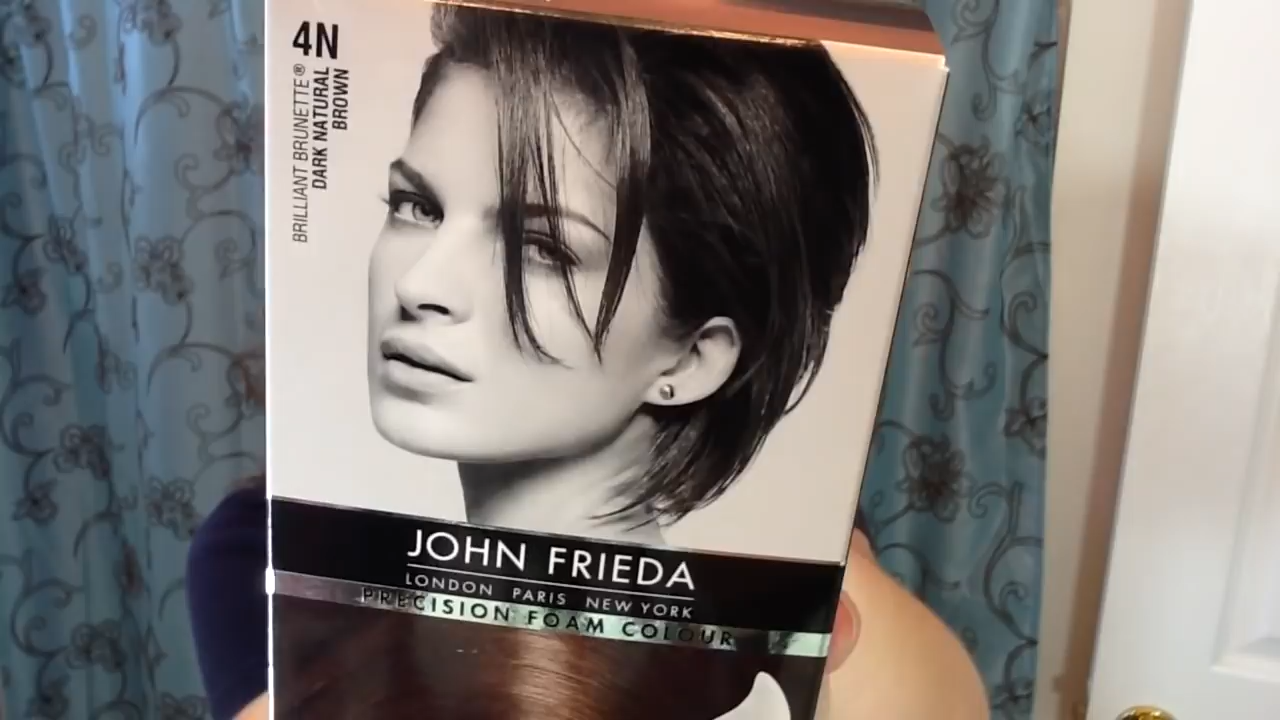 4N
BRILLIANT BRUNETTE®
DARK NATURAL
BROWN
JOHN FRIEDA
LONDON PARIS NEW YORK
PRECISION FOAM COLOUR